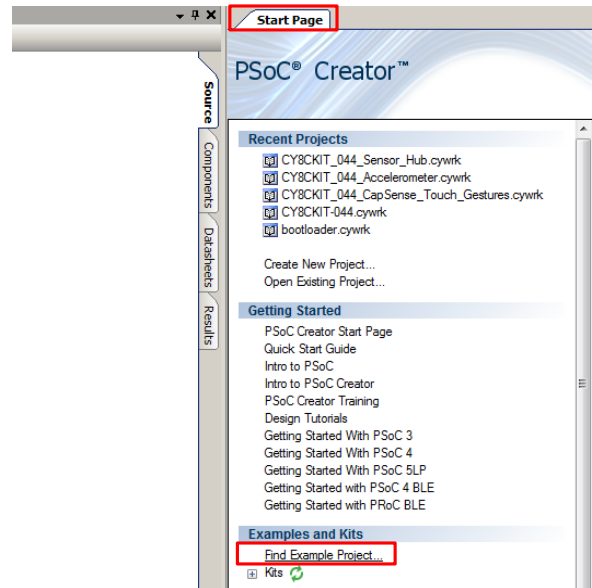 Start Page
PSoC® Creator™
Source
Components
Datasheets
Results
Recent Projects
CY8CKIT_044_Sensor_Hub.cywrk
CY8CKIT_044_Accelerometer.cywrk
CY8CKIT_044_CapSense_Touch_Gestures.cywrk
CY8CKIT-044.cywrk
bootloader.cywrk
Create New Project...
Open Existing Project...
Getting Started
PSoC Creator Start Page
Quick Start Guide
Intro to PSoC
Intro to PSoC Creator
PSoC Creator Training
Design Tutorials
Getting Started With PSoC 3
Getting Started With PSoC 4
Getting Started With PSoC 5LP
Getting Started with PSoC 4 BLE
Getting Started with PRoC BLE
Examples and Kits
Find Example Project...
Kits